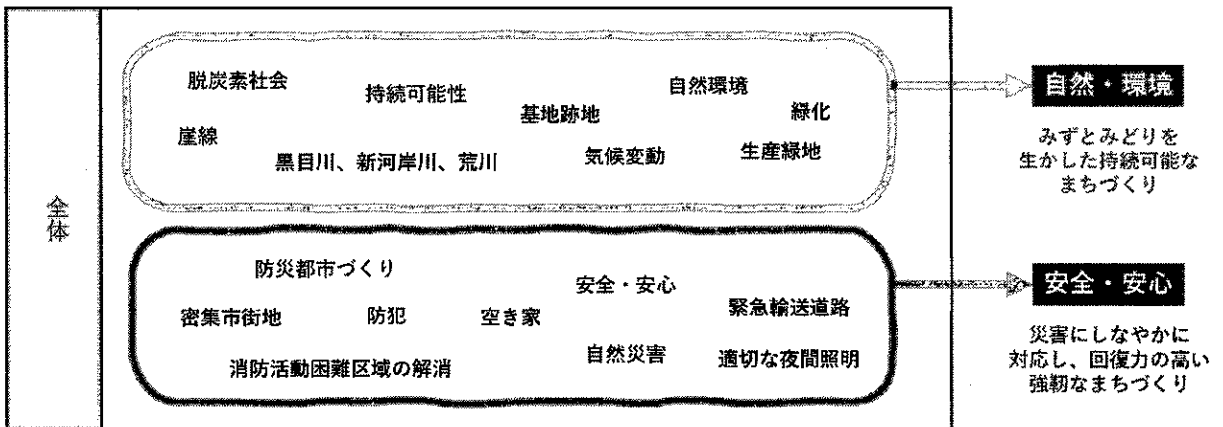 全体
脱炭素社会
持続可能性
自然環境
基地跡地
緑化
崖線
黒目川、新河岸川、荒川
気候変動
生産緑地
自然・環境
みずとみどりを
生かした持続可能な
まちづくり
防災都市づくり
安全・安心
密集市街地
防犯
空き家
緊急輸送道路
消防活動困難区域の解消
自然災害
適切な夜間照明
安全・安心
災害にしなやかに
対応し、回復力の高い
強靭なまちづくり